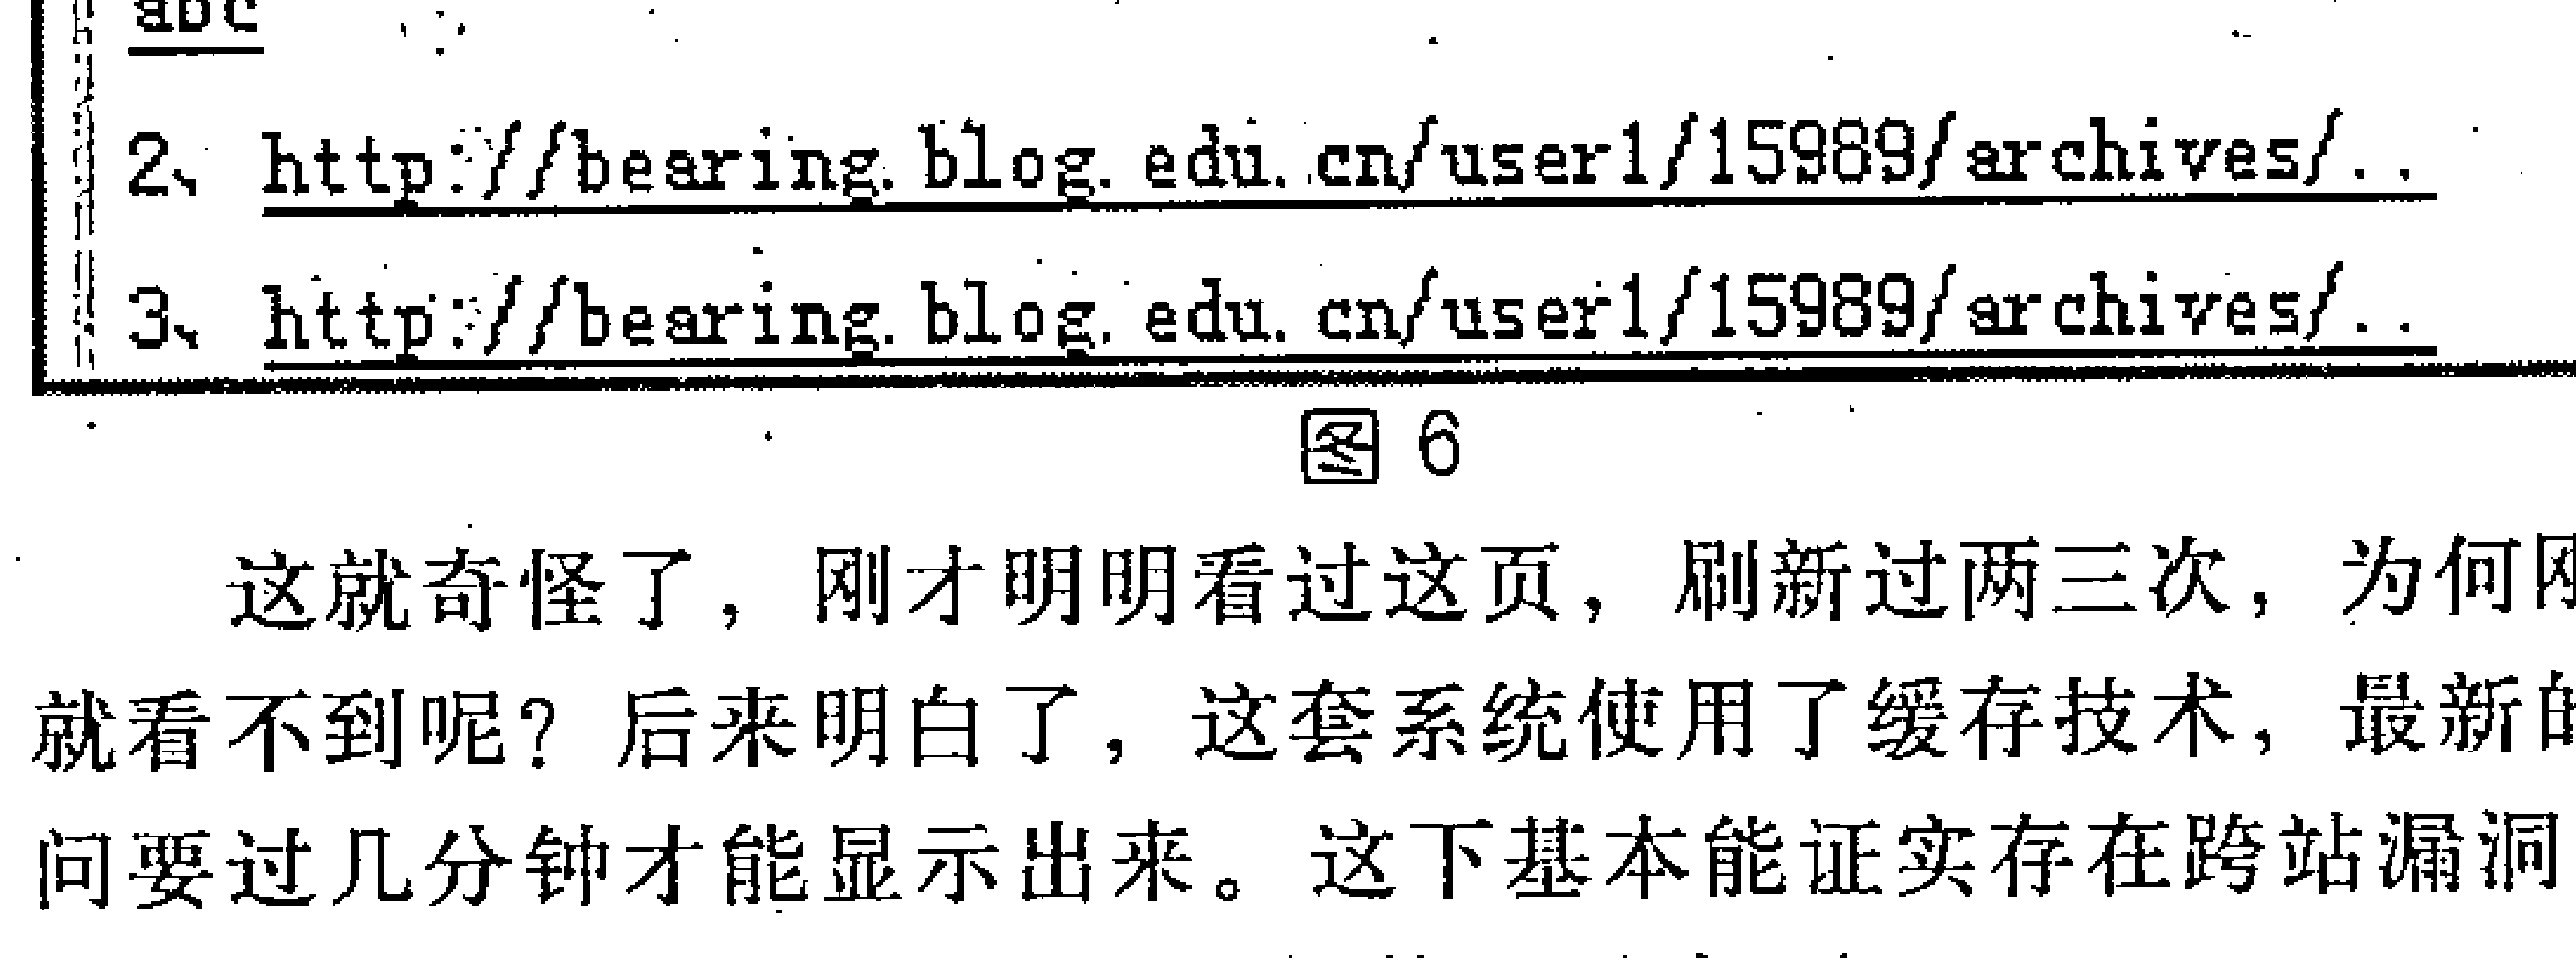 abc
2、 http://bearing.blog.edu.cn/user1/15989/archives/..
3、 http://bearing.blog.edu.cn/user1/15989/archives/..
图 6
这就奇怪了，刚才明明看过这页，刷新过两三次，为何刚
就看不到呢？后来明白了，这套系统使用了缓存技术，最新的
问要过几分钟才能显示出来。这下基本能证实存在跨站漏洞